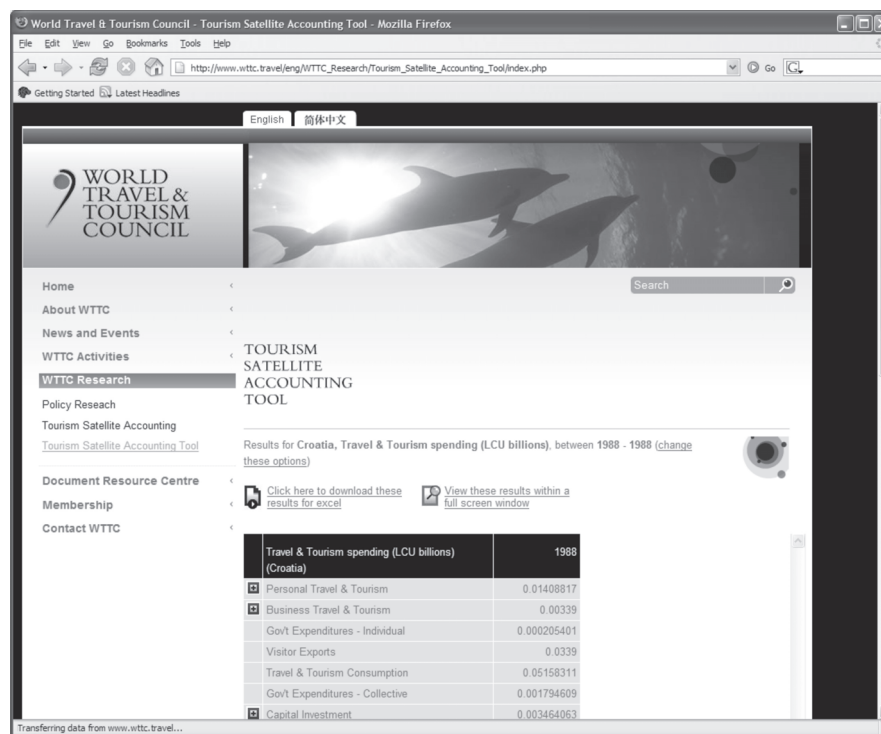 World Travel & Tourism Council - Tourism Satellite Accounting Tool - Mozilla Firefox
File Edit View Go Bookmarks Tools Help
http://www.wttc.travel/eng/WTTC_Research/Tourism_Satellite_Accounting_Tool/index.php Go G
Getting Started Latest Headlines
English 简体中文
WORLD
TRAVEL &
TOURISM
COUNCIL
Search
Home
About WTTC
News and Events
WTTC Activities
WTTC Research
Policy Reseach
Tourism Satellite Accounting
Tourism Satellite Accounting Tool
Document Resource Centre
Membership
Contact WTTC
TOURISM
SATELLITE
ACCOUNTING
TOOL
Results for Croatia, Travel & Tourism spending (LCU billions), between 1988 - 1988 (change
these options)
Click here to download these
results for excel
View these results within a
full screen window
Travel & Tourism spending (LCU billions) 1988
(Croatia)
Personal Travel & Tourism 0.01408817
Business Travel & Tourism 0.00339
Gov't Expenditures - Individual 0.000205401
Visitor Exports 0.0339
Travel & Tourism Consumption 0.05158311
Gov't Expenditures - Collective 0.001794609
Capital Investment 0.003464063
Transferring data from www.wttc.travel...